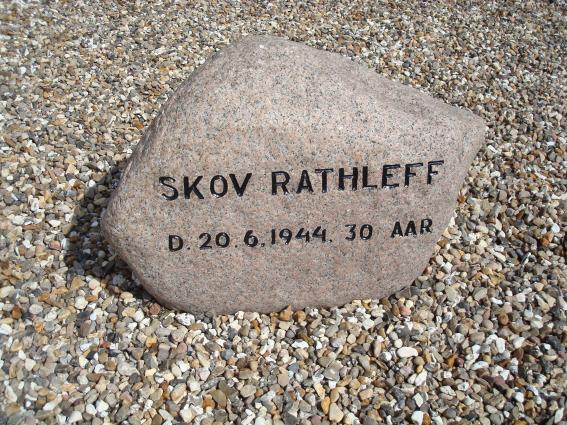 SKOV RATHLEFF
D. 20 6. 1944. 30 AAR